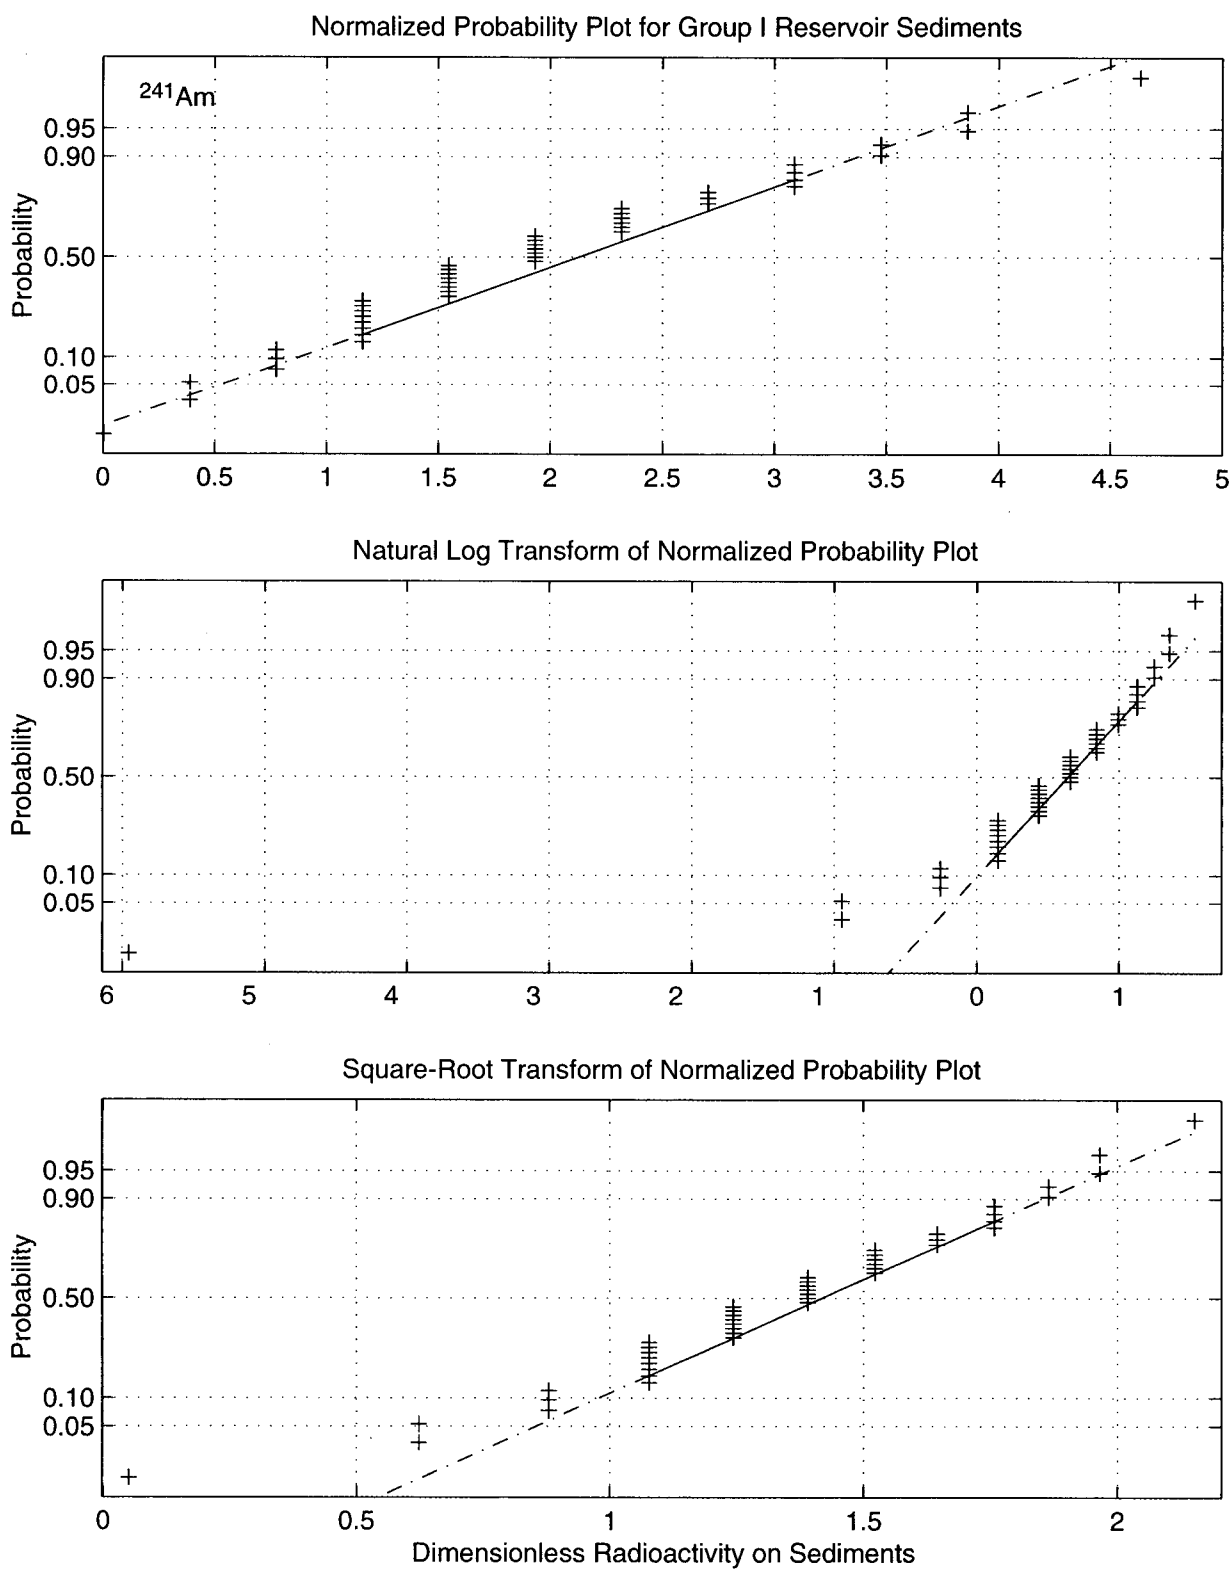 Normalized Probability Plot for Group I Reservoir Sediments
²⁴¹Am
0.95
0.90
0.50
0.10
0.05
Probability
0 0.5 1 1.5 2 2.5 3 3.5 4 4.5 5
Natural Log Transform of Normalized Probability Plot
0.95
0.90
0.50
0.10
0.05
Probability
6 5 4 3 2 1 0 1
Square-Root Transform of Normalized Probability Plot
0.95
0.90
0.50
0.10
0.05
Probability
0 0.5 1 1.5 2
Dimensionless Radioactivity on Sediments